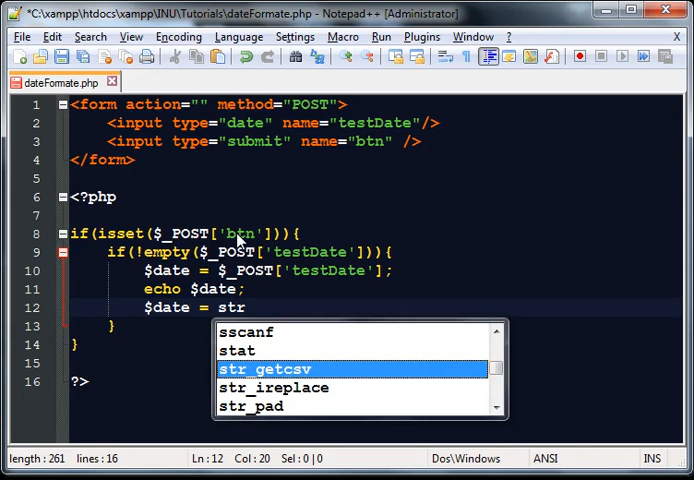 *C:\xampp\htdocs\xampp\INU\Tutorials\dateFormate.php - Notepad++ [Administrator]
File Edit Search View Encoding Language Settings Macro Run Plugins Window ? X
dateFormate.php
1 <form action="" method="POST">
2 <input type="date" name="testDate"/>
3 <input type="submit" name="btn" />
4 </form>
5
6 <?php
7
8 if(isset($_POST['btn'])){
9 if(!empty($_POST['testDate'])){
10 $date = $_POST['testDate'];
11 echo $date;
12 $date = str
13 }
sscanf
14 }
stat
15
str_getcsv
16 ?>
str_ireplace
str_pad
length : 261 lines : 16 Ln : 12 Col : 20 Sel : 0 | 0 Dos\Windows ANSI INS